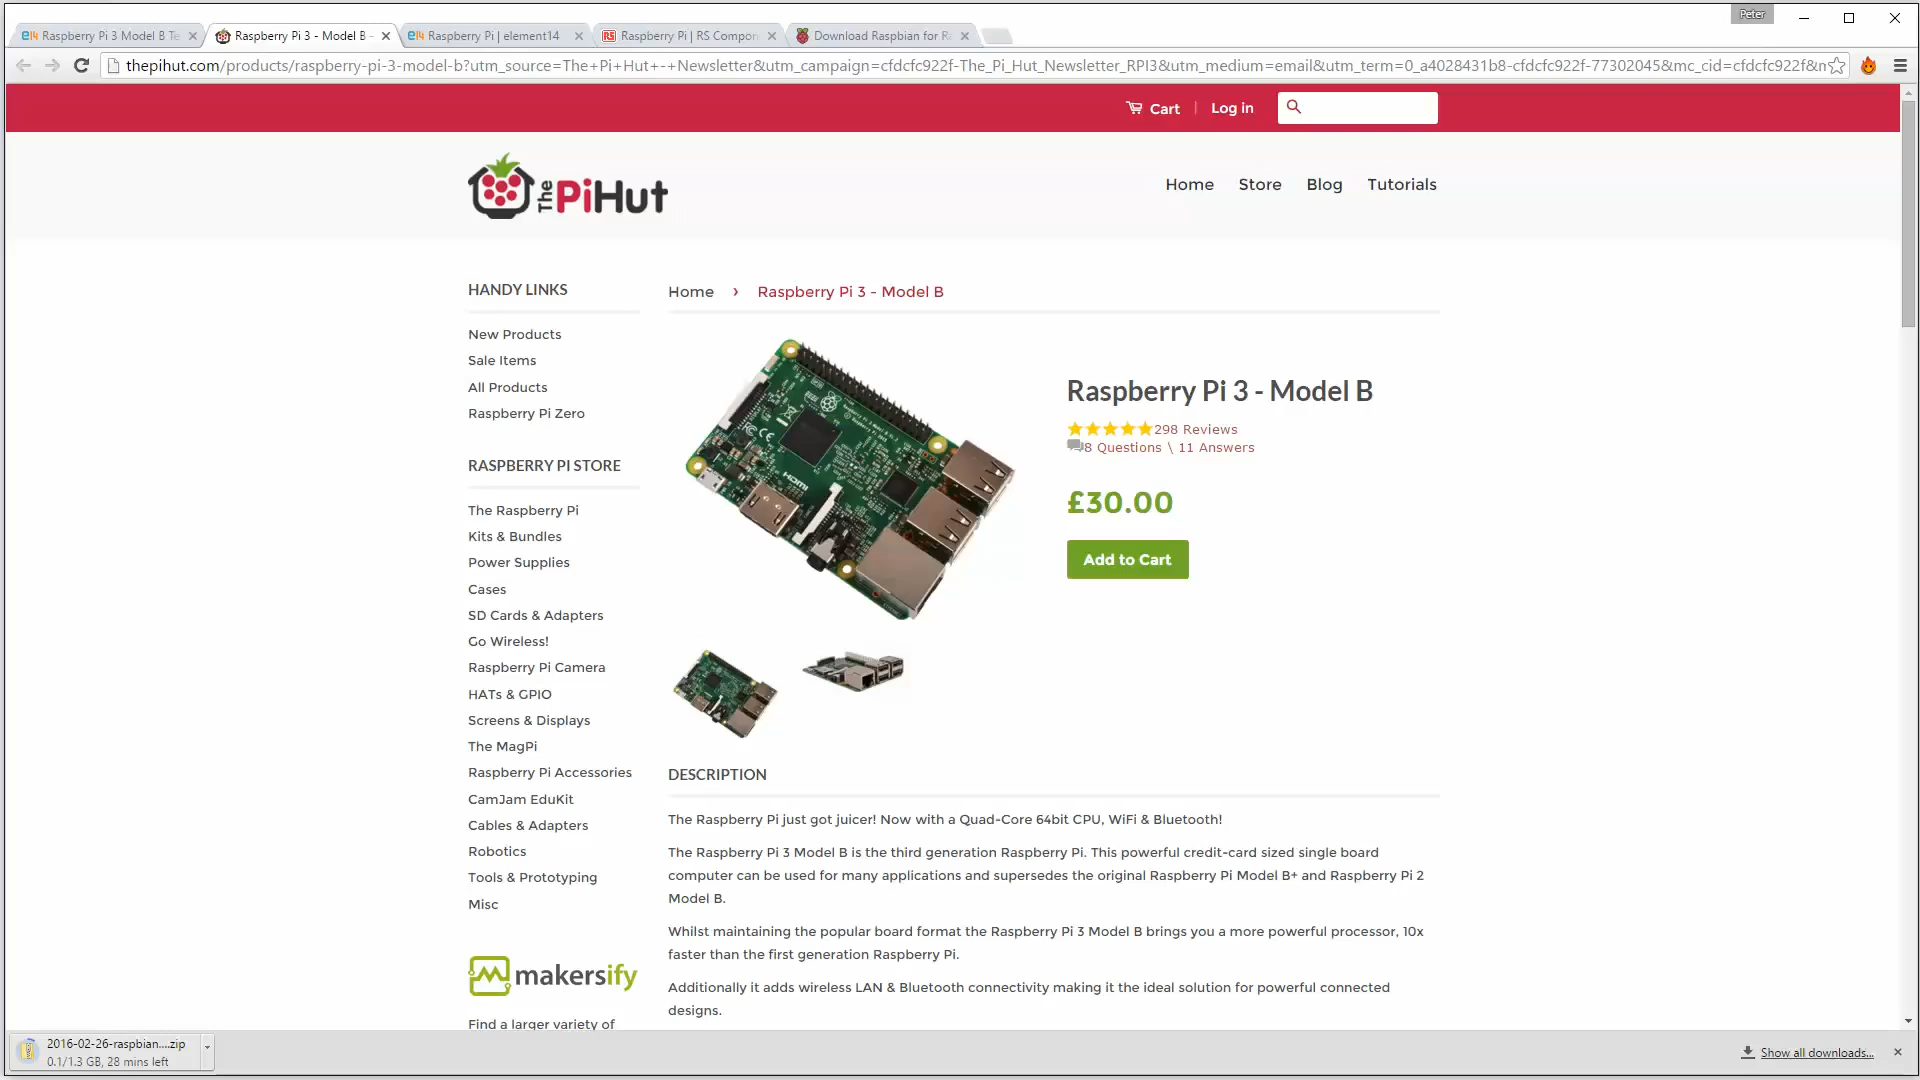 Peter
Raspberry Pi 3 Model B Te
Raspberry Pi 3 - Model B -
Raspberry Pi | element14
Raspberry Pi | RS Compon
Download Raspbian for Ra
thepihut.com/products/raspberry-pi-3-model-b?utm_source=The+Pi+Hut+-+Newsletter&utm_campaign=cfdcfc922f-The_Pi_Hut_Newsletter_RPI3&utm_medium=email&utm_term=0_a4028431b8-cfdcfc922f-77302045&mc_cid=cfdcfc922f&m
Cart | Log in
The PiHut
Home Store Blog Tutorials
HANDY LINKS
New Products
Sale Items
All Products
Raspberry Pi Zero
RASPBERRY PI STORE
The Raspberry Pi
Kits & Bundles
Power Supplies
Cases
SD Cards & Adapters
Go Wireless!
Raspberry Pi Camera
HATs & GPIO
Screens & Displays
The MagPi
Raspberry Pi Accessories
CamJam EduKit
Cables & Adapters
Robotics
Tools & Prototyping
Misc
makersify
Find a larger variety of
Home › Raspberry Pi 3 - Model B
HDMI
Raspberry Pi 3 - Model B
298 Reviews
8 Questions \ 11 Answers
£30.00
Add to Cart
DESCRIPTION
The Raspberry Pi just got juicer! Now with a Quad-Core 64bit CPU, WiFi & Bluetooth!
The Raspberry Pi 3 Model B is the third generation Raspberry Pi. This powerful credit-card sized single board
computer can be used for many applications and supersedes the original Raspberry Pi Model B+ and Raspberry Pi 2
Model B.
Whilst maintaining the popular board format the Raspberry Pi 3 Model B brings you a more powerful processor, 10x
faster than the first generation Raspberry Pi.
Additionally it adds wireless LAN & Bluetooth connectivity making it the ideal solution for powerful connected
designs.
2016-02-26-raspbian....zip
0.1/1.3 GB, 28 mins left
Show all downloads...